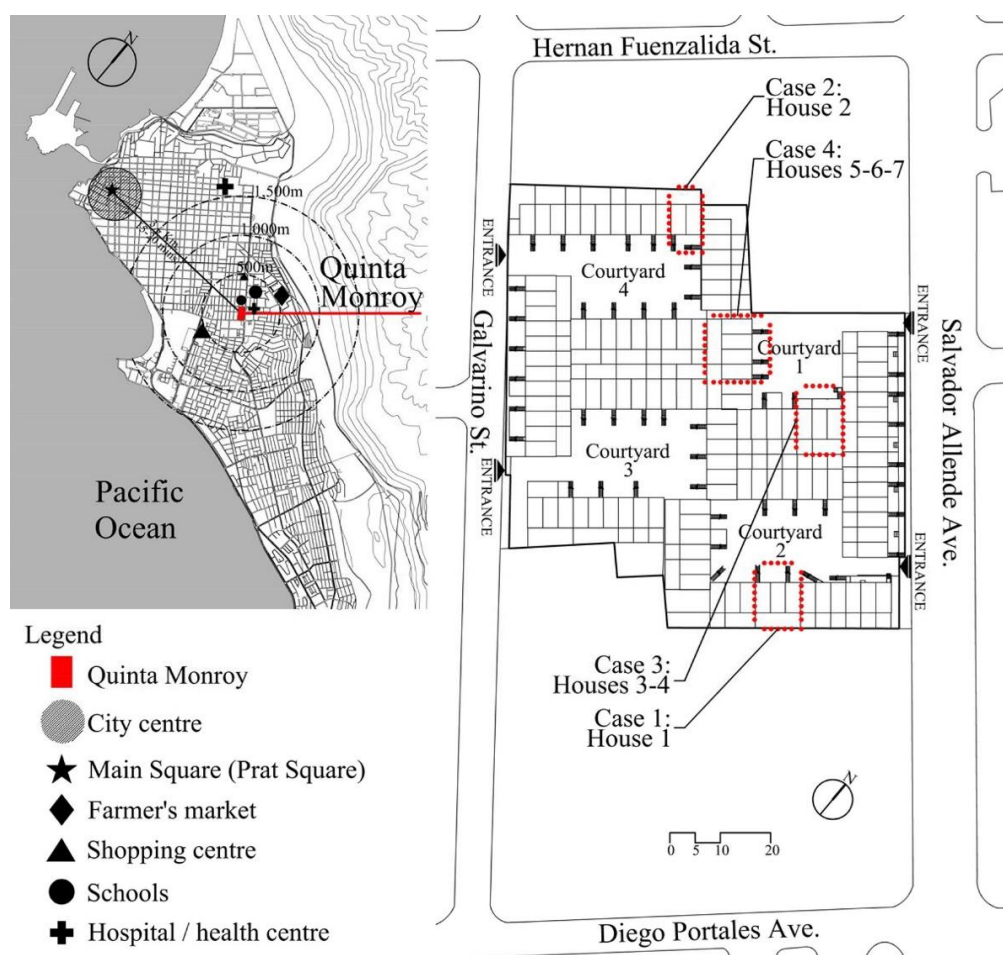 N
1,500m
1,000m
500m
Quinta
Monroy
Pacific
Ocean
Legend
Quinta Monroy
City centre
Main Square (Prat Square)
Farmer's market
Shopping centre
Schools
Hospital / health centre
Hernan Fuenzalida St.
Case 2:
House 2
Case 4:
Houses 5-6-7
ENTRANCE
Courtyard
4
Galvarino St.
Courtyard
1
ENTRANCE
Salvador Allende Ave.
Courtyard
3
ENTRANCE
Courtyard
2
ENTRANCE
Case 3:
Houses 3-4
Case 1:
House 1
N
0 5 10 20
Diego Portales Ave.